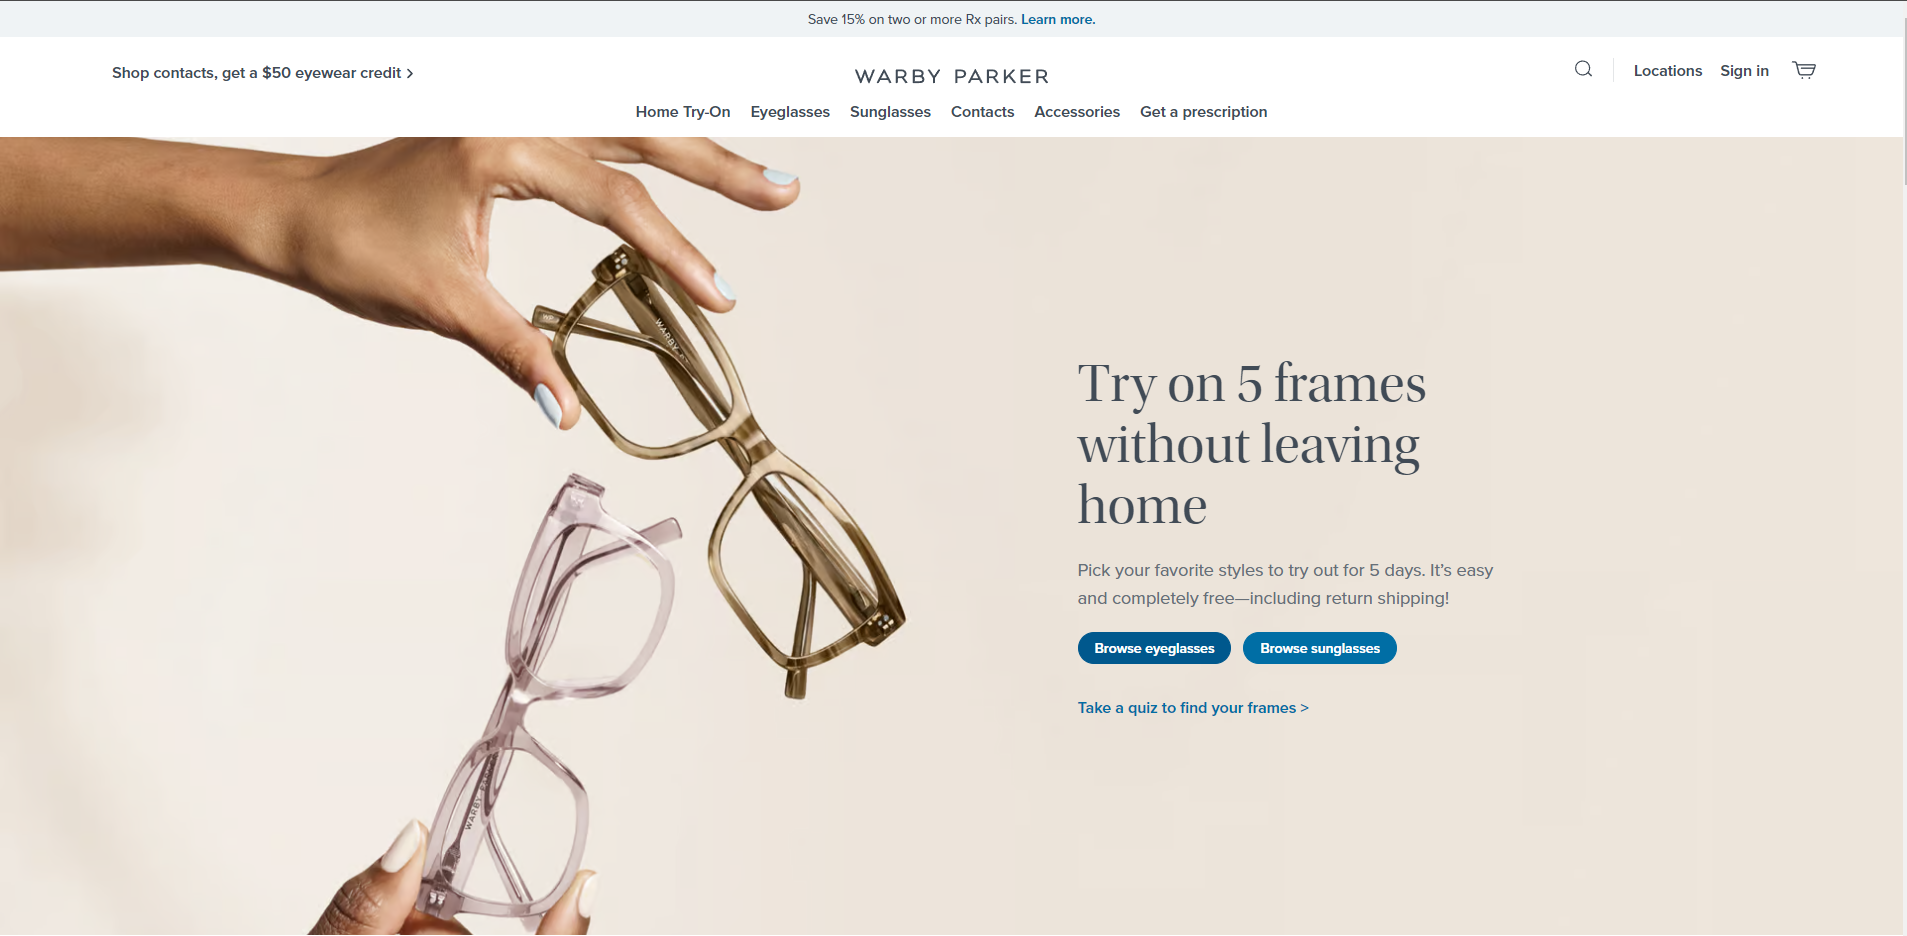 Save 15% on two or more Rx pairs. Learn more.
Shop contacts, get a $50 eyewear credit >
WARBY PARKER
Locations
Sign in
Home Try-On
Eyeglasses
Sunglasses
Contacts
Accessories
Get a prescription
WP
WARBY
Try on 5 frames
without leaving
home
Pick your favorite styles to try out for 5 days. It's easy
and completely free—including return shipping!
Browse eyeglasses
Browse sunglasses
Take a quiz to find your frames >
WARBY